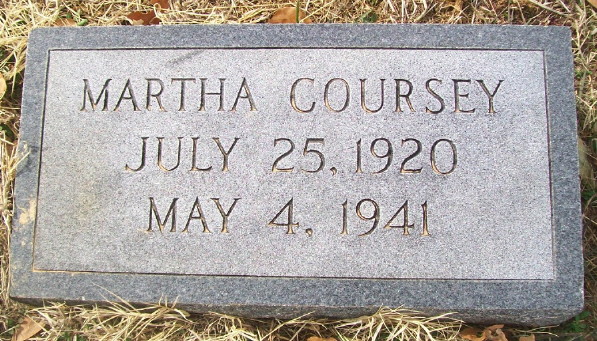 MARTHA COURSEY
JULY 25, 1920
MAY 4, 1941